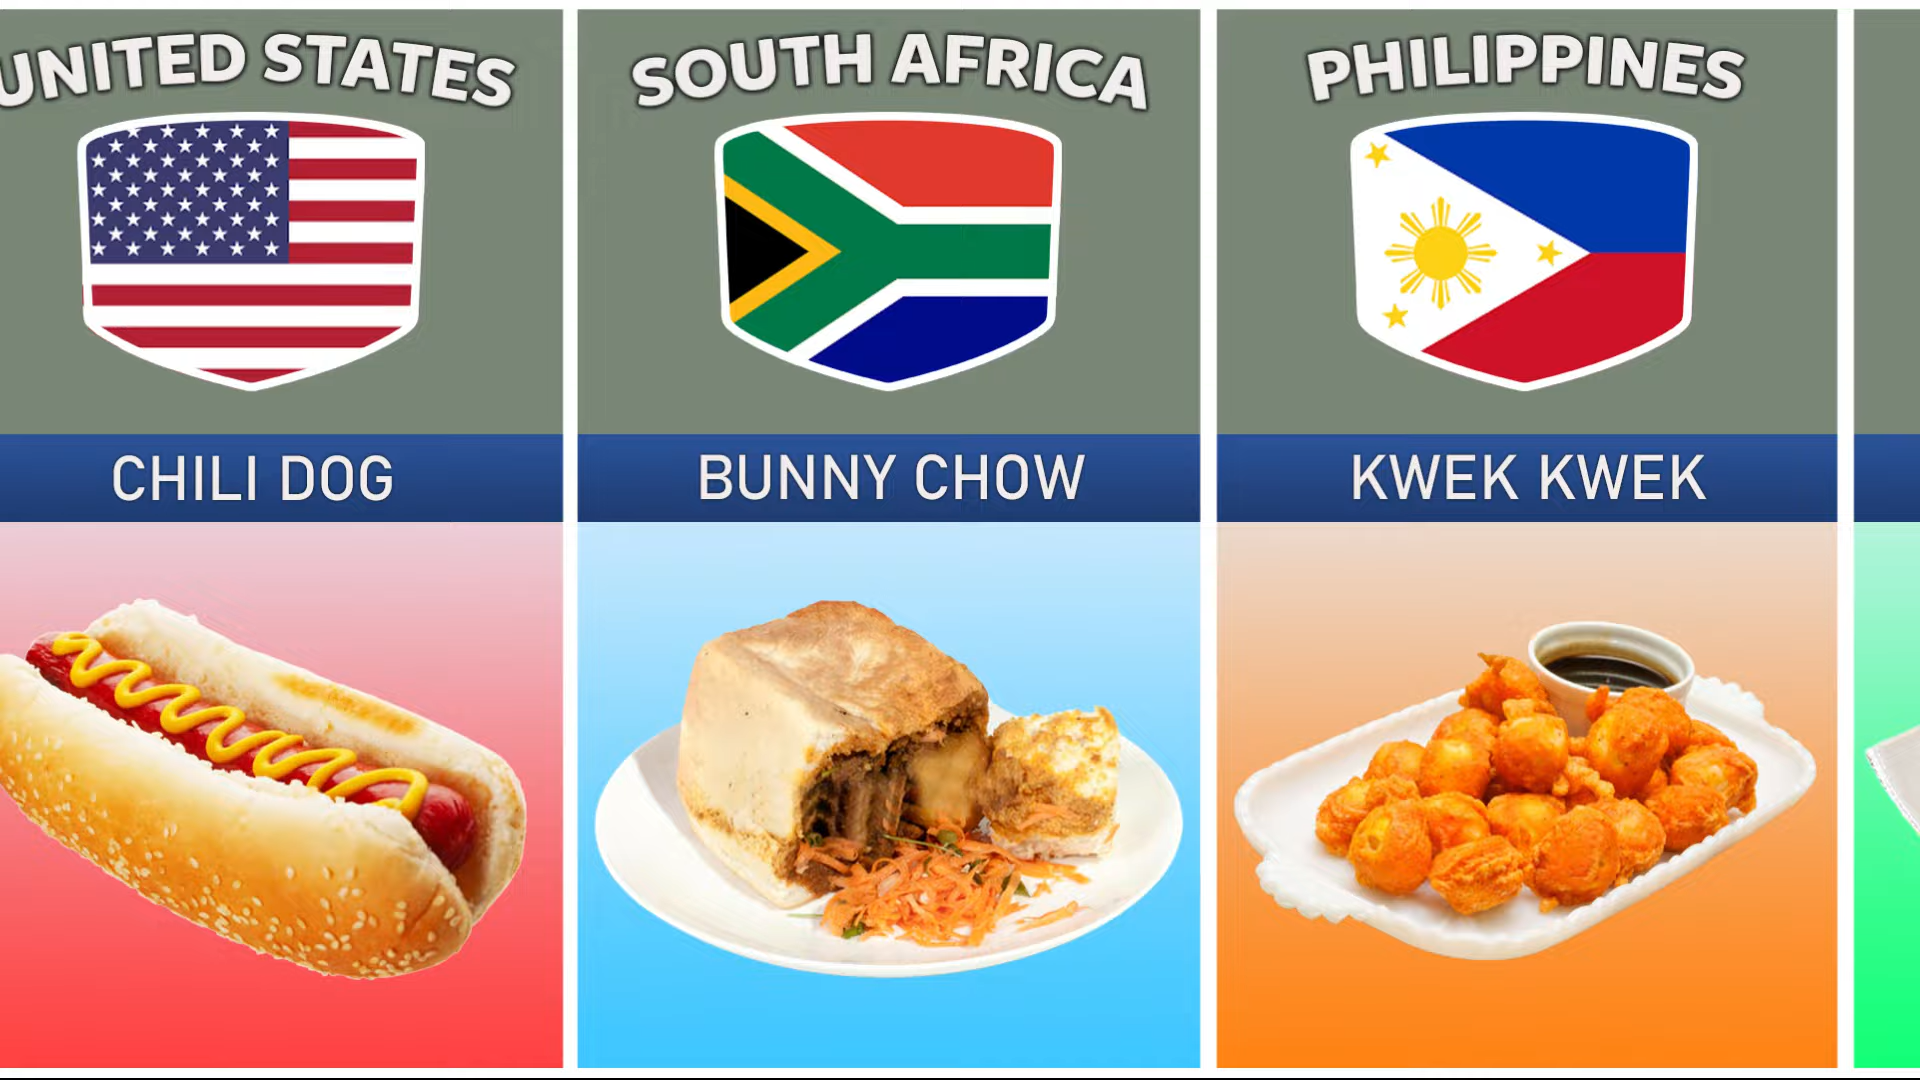 UNITED STATES
SOUTH AFRICA
PHILIPPINES
CHILI DOG
BUNNY CHOW
KWEK KWEK